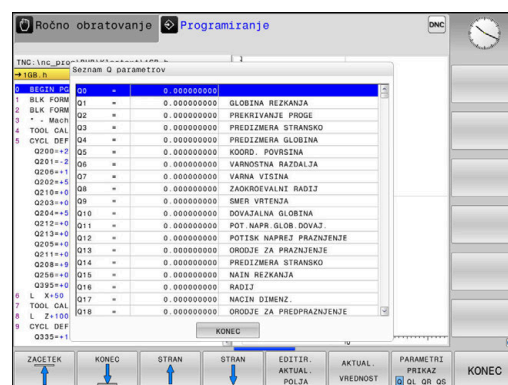 Ročno obratovanje
Programiranje
DNC
TNC:\nc_pro
→1GB.h
Seznam Q parametrov
0 BEGIN PG
1 BLK FORM
2 BLK FORM
3 * - Mach
4 TOOL CAL
5 CYCL DEF
Q200=+2
Q201=-2
Q206=+1
Q202=+5
Q210=+0
Q203=+0
Q204=+5
Q212=+0
Q213=+0
Q205=+0
Q211=+0
Q208=+9
Q256=+0
Q395=+0
6 L X+50
7 TOOL CAL
8 L Z+100
9 CYCL DEF
Q335=+1
Q0 = 0.000000000
Q1 = 0.000000000 GLOBINA REZKANJA
Q2 = 0.000000000 PREKRIVANJE PROGE
Q3 = 0.000000000 PREDIZMERA STRANSKO
Q4 = 0.000000000 PREDIZMERA GLOBINA
Q5 = 0.000000000 KOORD. POVRSINA
Q6 = 0.000000000 VARNOSTNA RAZDALJA
Q7 = 0.000000000 VARNA VISINA
Q8 = 0.000000000 ZAOKROEVALNI RADIJ
Q9 = 0.000000000 SMER VRTENJA
Q10 = 0.000000000 DOVAJALNA GLOBINA
Q11 = 0.000000000 POT.NAPR.GLOB.DOVAJ.
Q12 = 0.000000000 POTISK NAPREJ PRAZNJENJE
Q13 = 0.000000000 ORODJE ZA PRAZNJENJE
Q14 = 0.000000000 PREDIZMERA STRANSKO
Q15 = 0.000000000 NAIN REZKANJA
Q16 = 0.000000000 RADIJ
Q17 = 0.000000000 NACIN DIMENZ.
Q18 = 0.000000000 ORODJE ZA PREDPRAZNJENJE
KONEC
ZACETEK
KONEC
STRAN
STRAN
EDITIR.
AKTUAL.
POLJA
AKTUAL.
VREDNOST
PARAMETRI
PRIKAZ
Q QL QR QS
KONEC